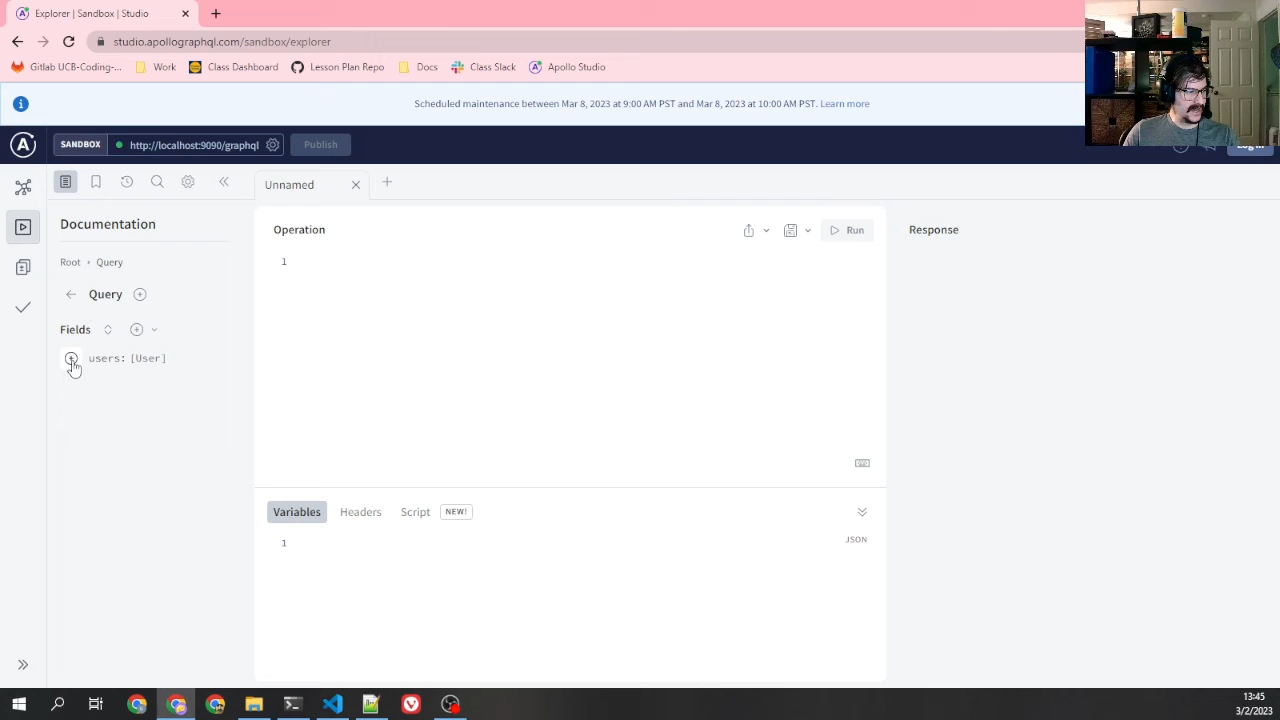 Explorer | Sandbox | Studio
studio.apollographql.com/sandbox/explorer
Gitlab UCB-Coding-...
Work
Class Dashboard
Lesson Plan Repo
Class Slack
Apollo Studio
Scheduled maintenance between Mar 8, 2023 at 9:00 AM PST and Mar 8, 2023 at 10:00 AM PST. Learn more
SANDBOX
http://localhost:9090/graphql
Publish
Unnamed
Documentation
Operation
Run
Response
Root › Query
1
Query
Fields
users: [User]
Variables
Headers
Script
NEW!
JSON
1
13:45
3/2/2023